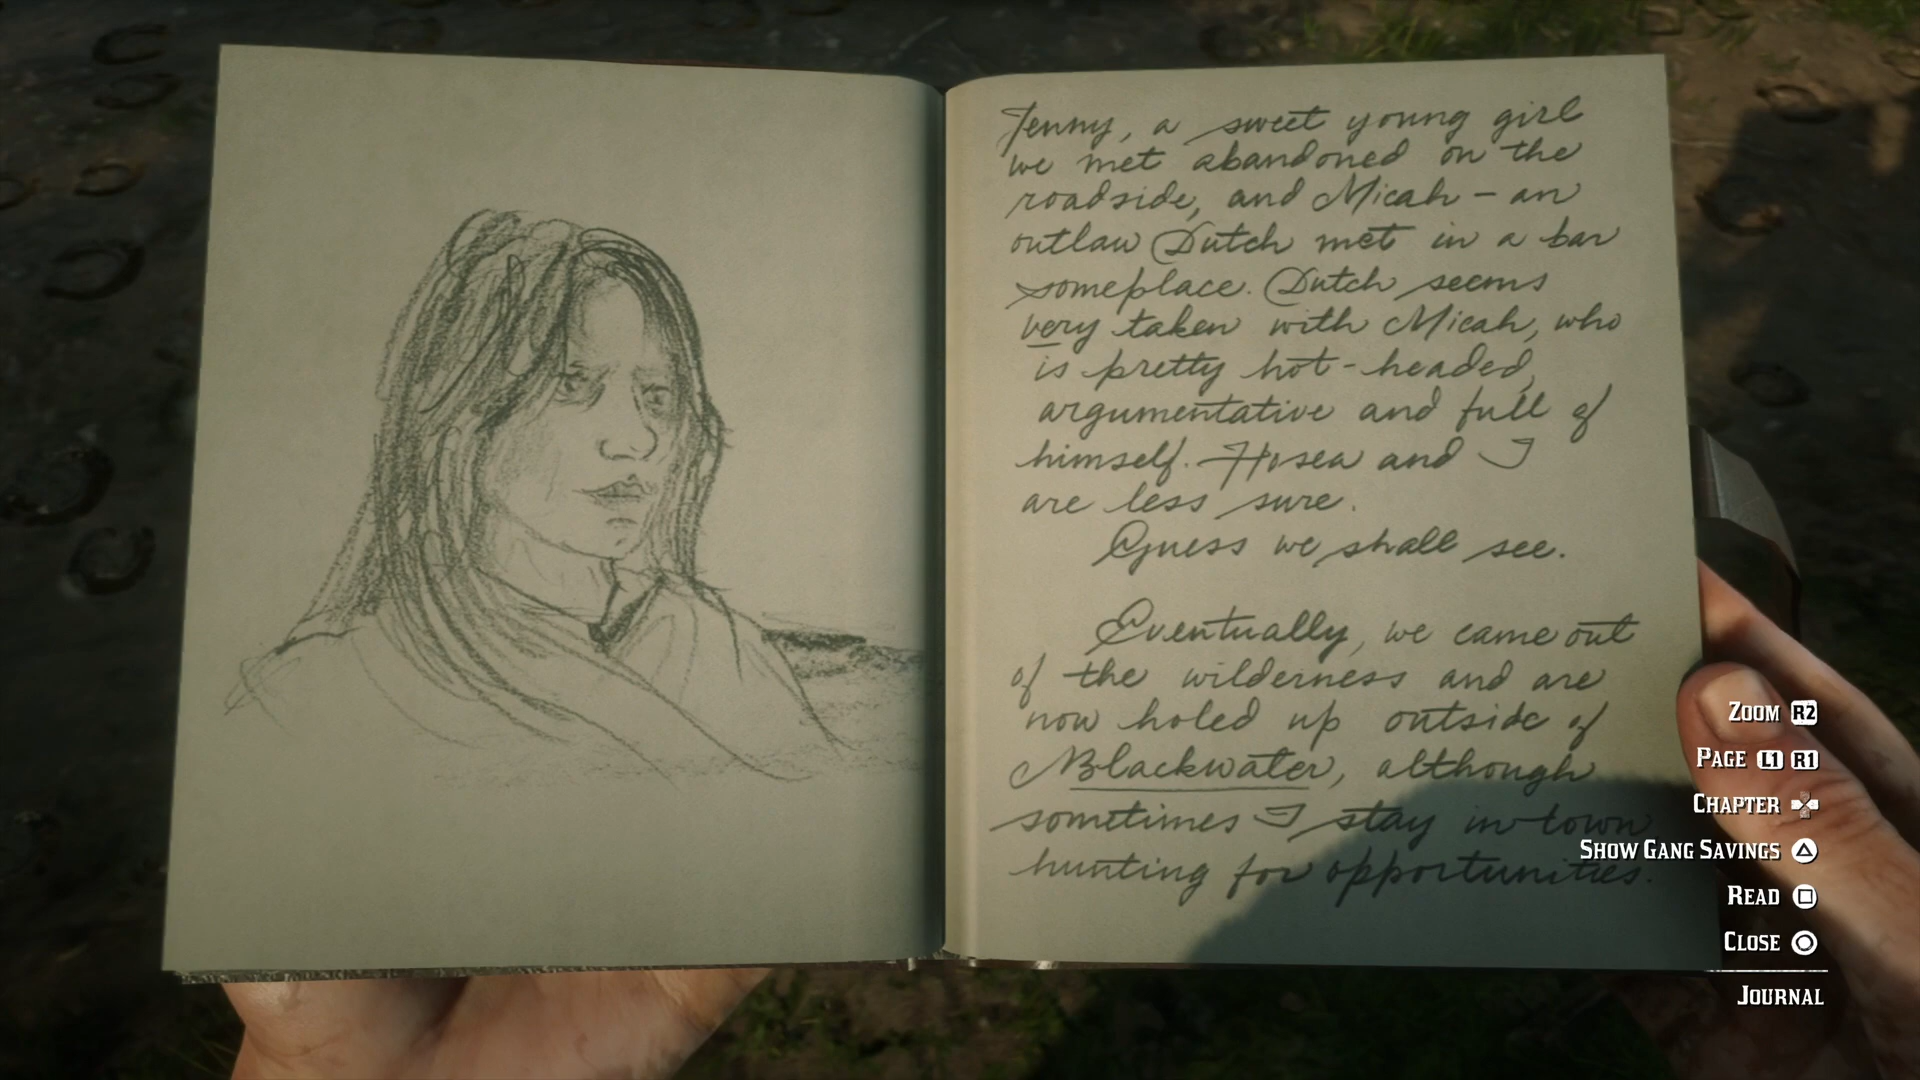 Jenny, a sweet young girl
we met abandoned on the
roadside, and Micah – an
outlaw Dutch met in a bar
someplace. Dutch seems
very taken with Micah, who
is pretty hot-headed,
argumentative and full of
himself. Hosea and I
are less sure.
Guess we shall see.
Eventually, we came out
of the wilderness and are
now holed up outside of
Blackwater, although
sometimes I stay in town
hunting for opportunities.
ZOOM R2
PAGE L1 R1
CHAPTER
SHOW GANG SAVINGS
READ
CLOSE
JOURNAL